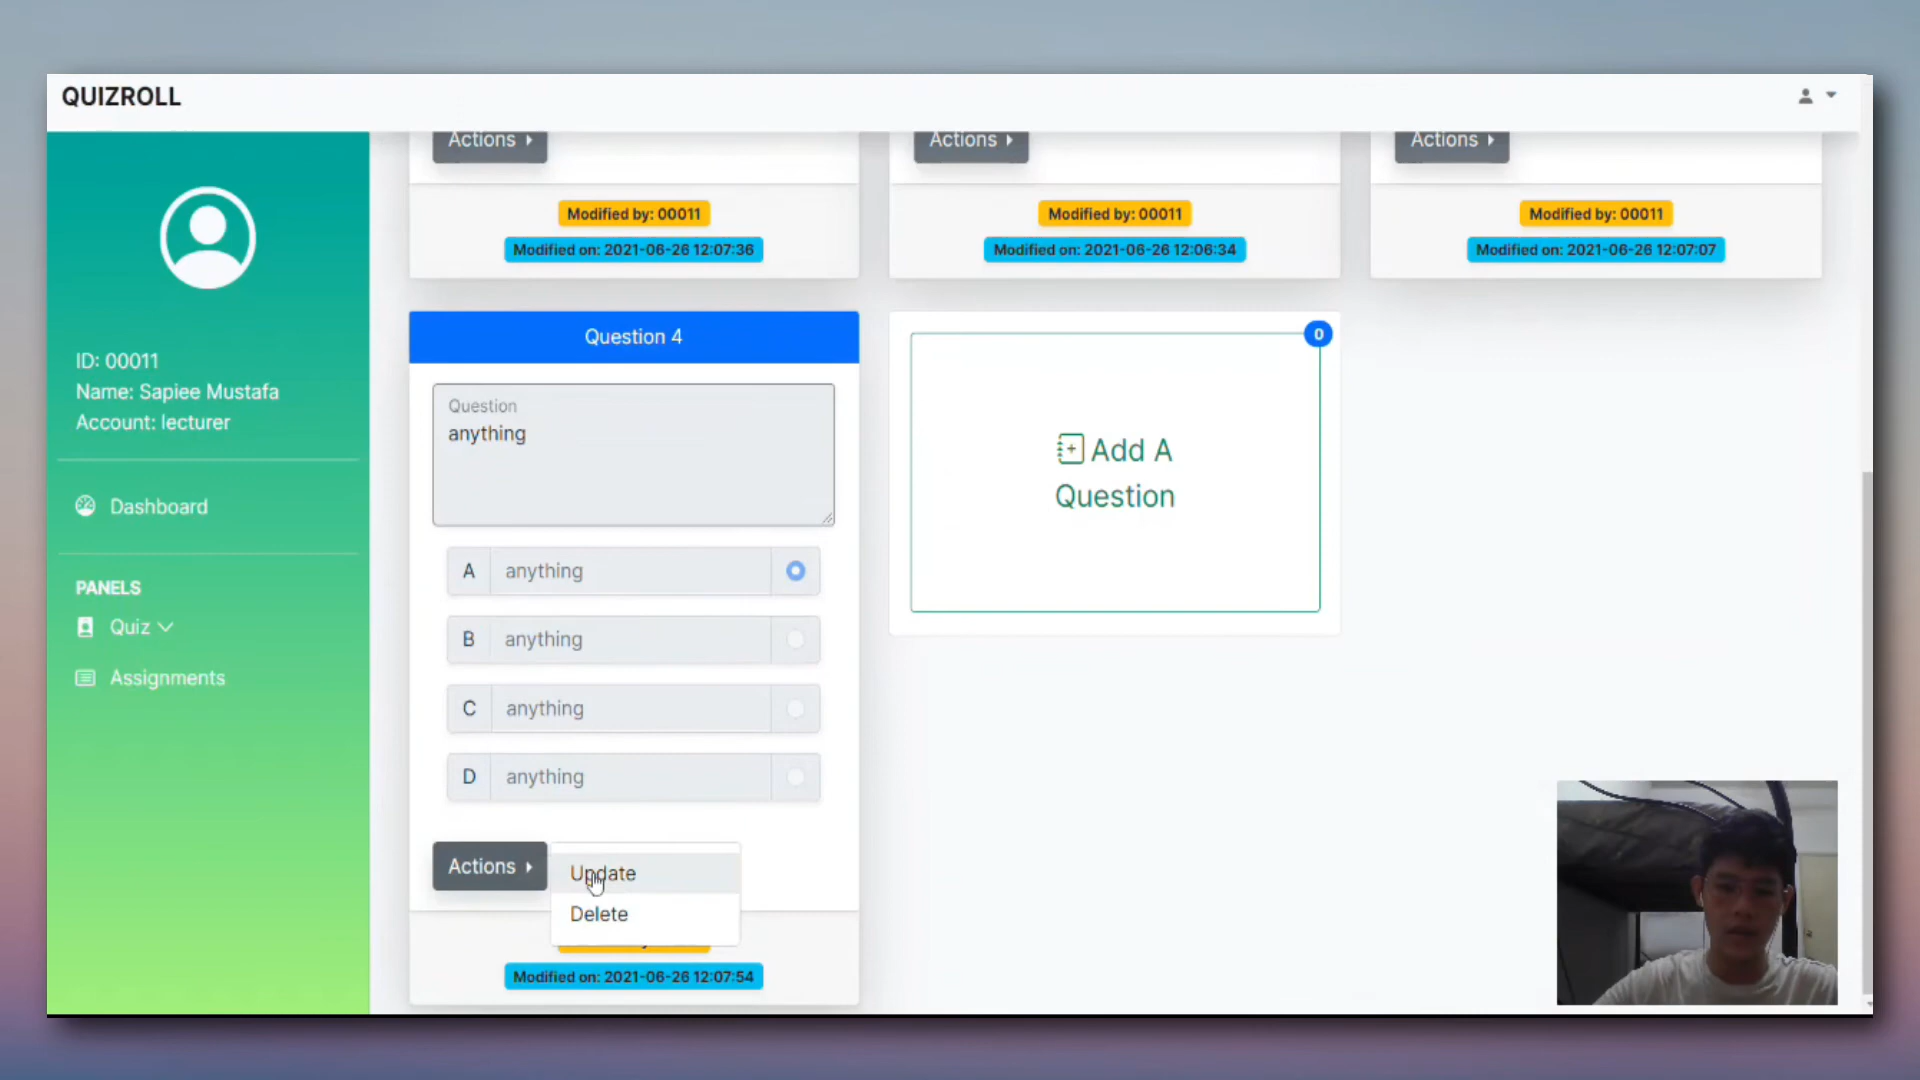 QUIZROLL
ID: 00011
Name: Sapiee Mustafa
Account: lecturer
Dashboard
PANELS
Quiz
Assignments
Actions
Modified by: 00011
Modified on: 2021-06-26 12:07:36
Actions
Modified by: 00011
Modified on: 2021-06-26 12:06:34
Actions
Modified by: 00011
Modified on: 2021-06-26 12:07:07
Question 4
Question
anything
A anything
B anything
C anything
D anything
Actions
Update
Delete
Modified on: 2021-06-26 12:07:54
0
Add A
Question